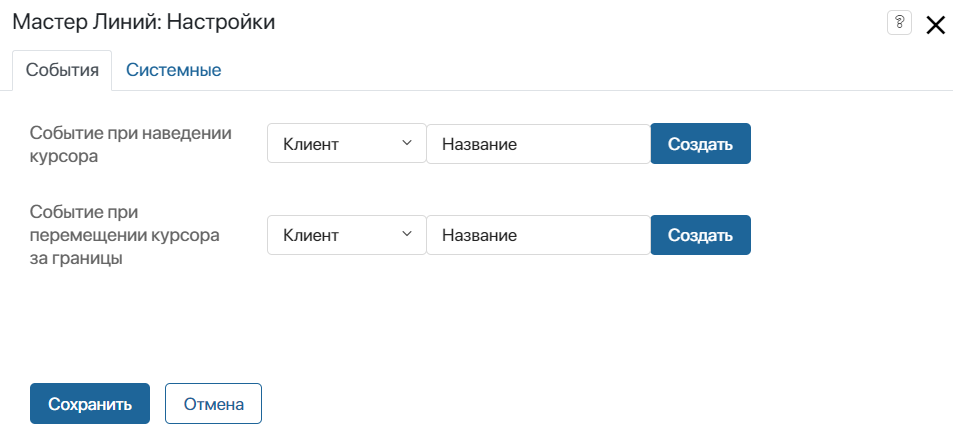 Мастер Линий: Настройки
?
События
Системные
Событие при наведении
курсора
Клиент
Название
Создать
Событие при
перемещении курсора
за границы
Клиент
Название
Создать
Сохранить
Отмена